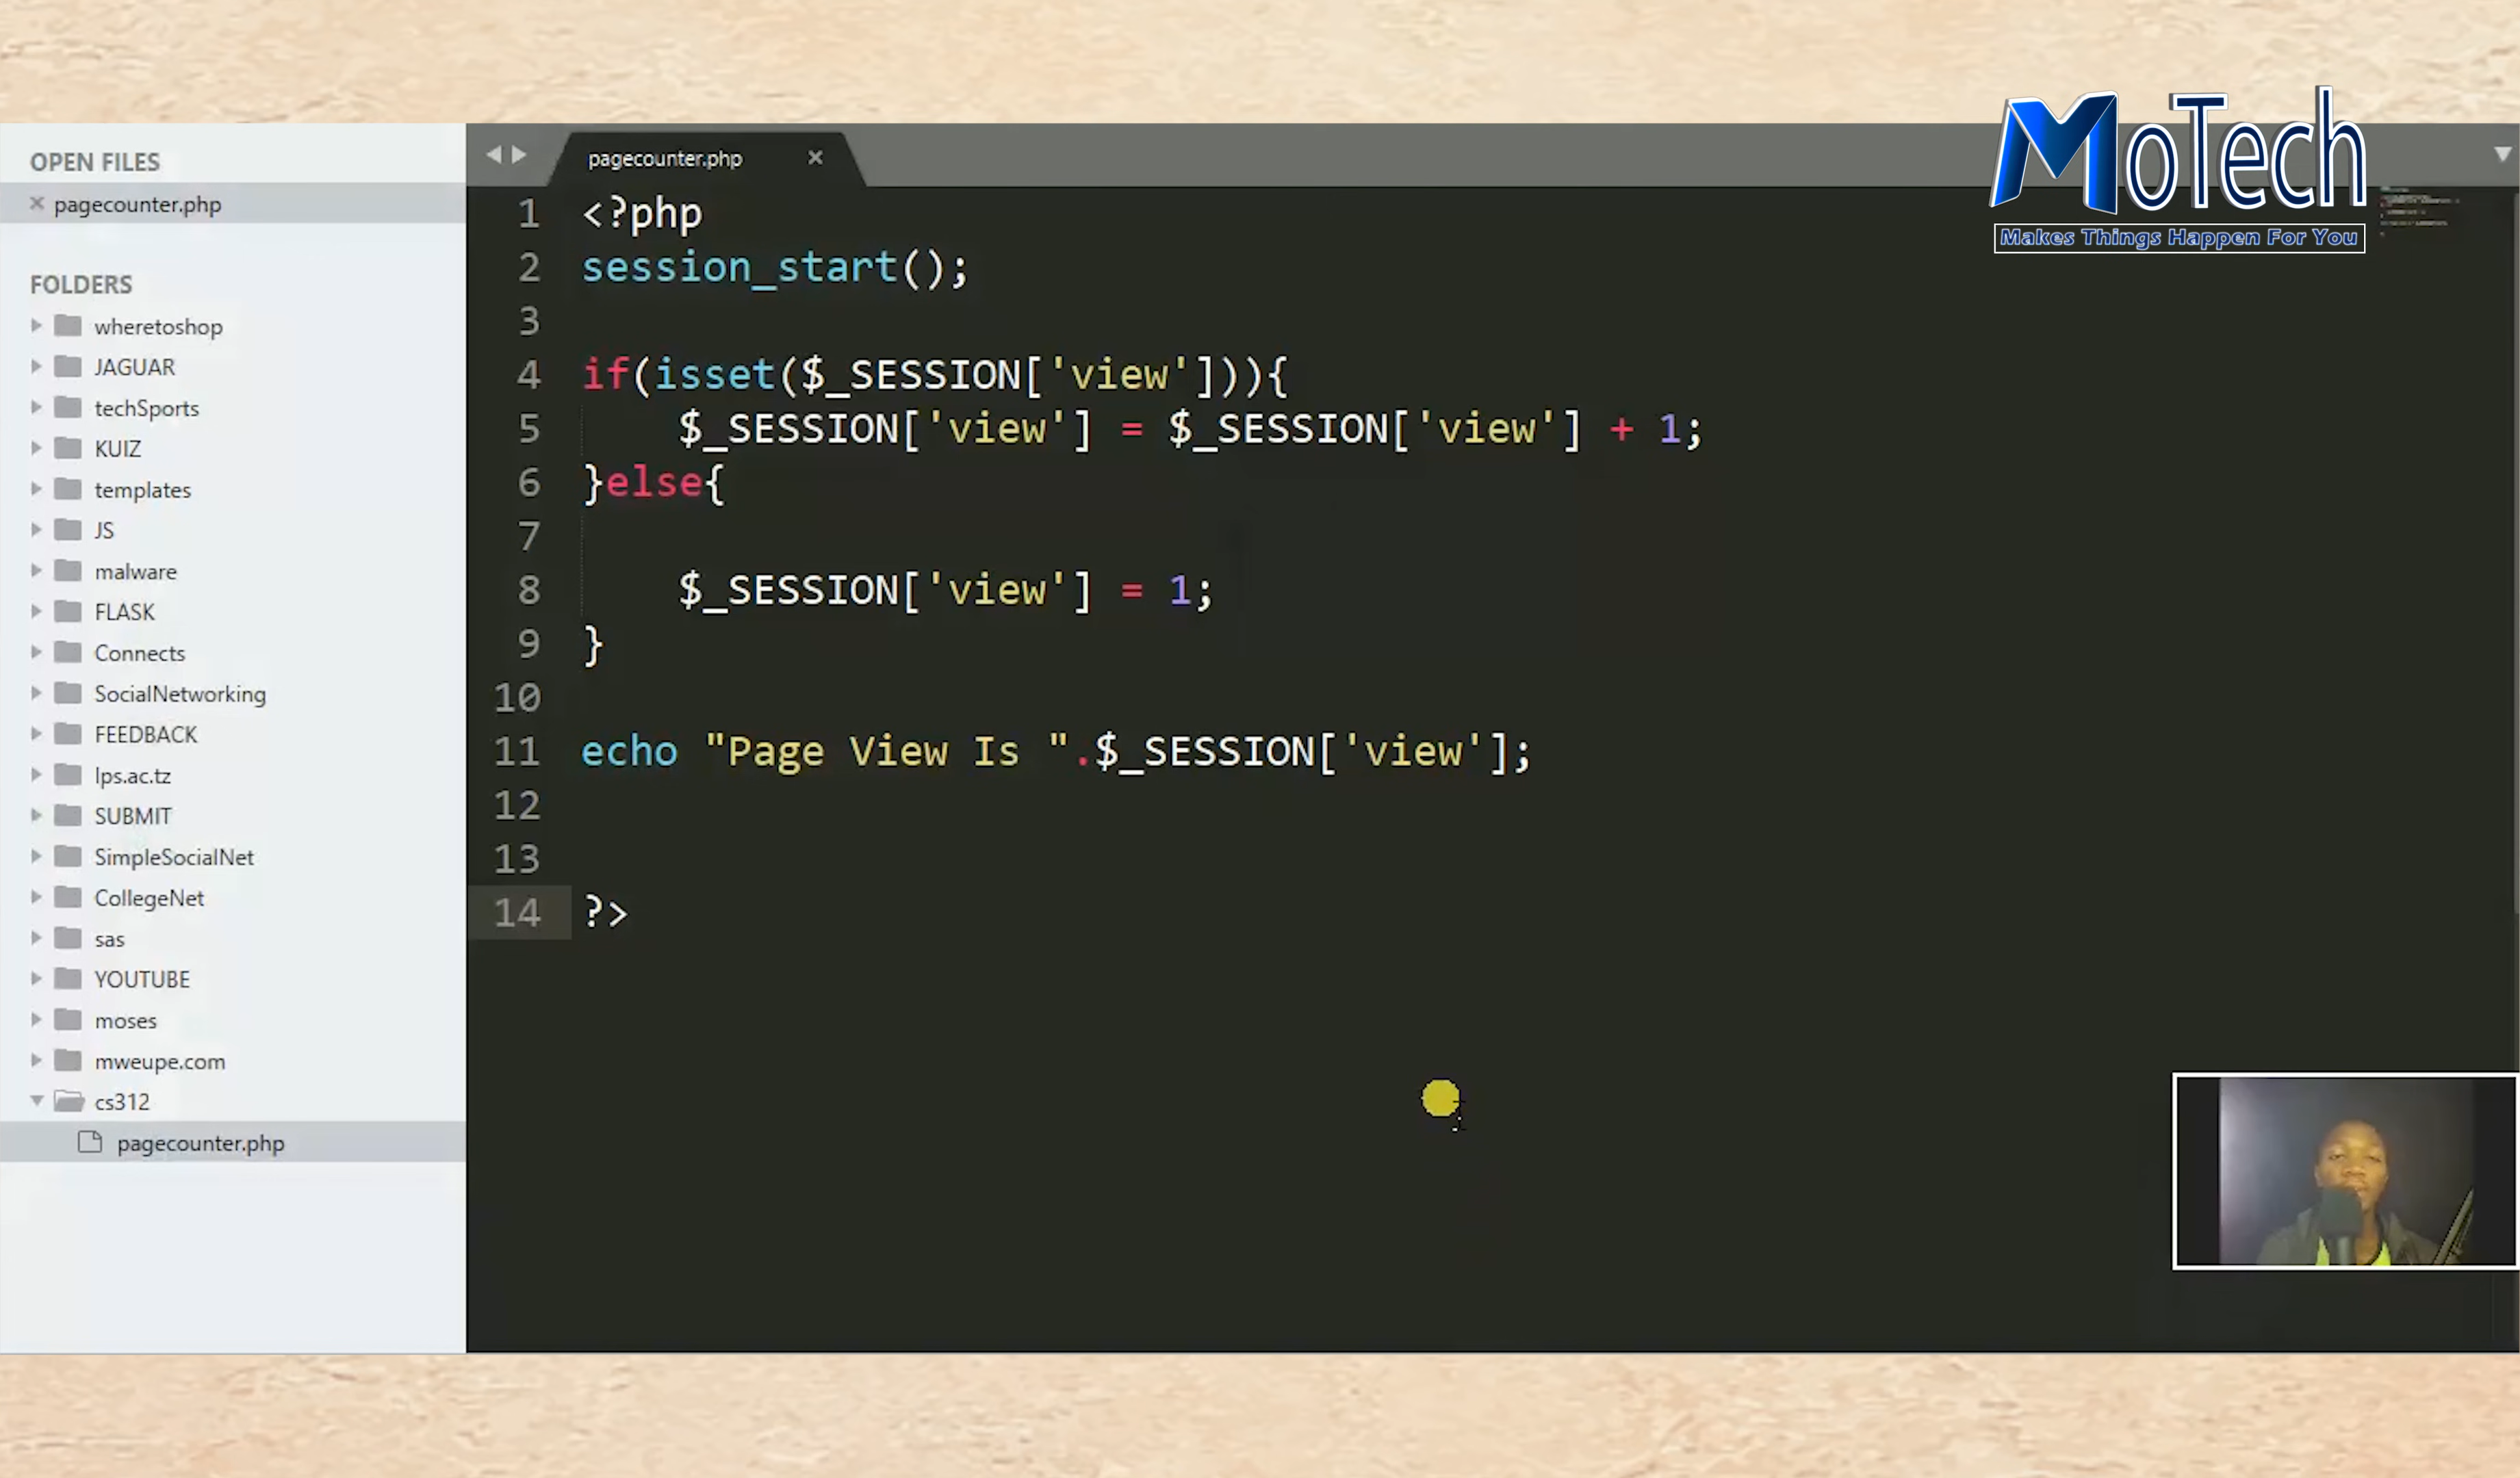 MoTech
Makes Things Happen For You
OPEN FILES
pagecounter.php
FOLDERS
wheretoshop
JAGUAR
techSports
KUIZ
templates
JS
malware
FLASK
Connects
SocialNetworking
FEEDBACK
lps.ac.tz
SUBMIT
SimpleSocialNet
CollegeNet
sas
YOUTUBE
moses
mweupe.com
cs312
pagecounter.php
pagecounter.php
1 <?php
2 session_start();
3
4 if(isset($_SESSION['view'])){
5     $_SESSION['view'] = $_SESSION['view'] + 1;
6 }else{
7
8     $_SESSION['view'] = 1;
9 }
10
11 echo "Page View Is ".$_SESSION['view'];
12
13
14 ?>